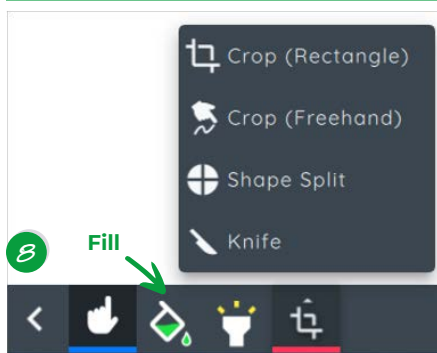 Crop (Rectangle)
Crop (Freehand)
Shape Split
Knife
8
Fill